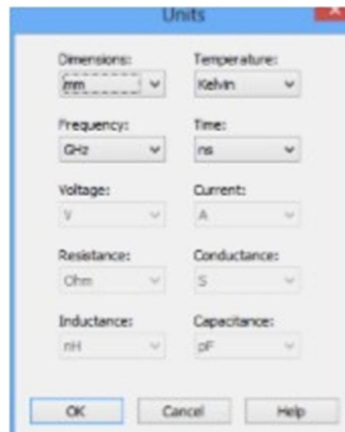 Units
Dimensions: Temperature:
mm Kelvin
Frequency: Time:
GHz ns
Voltage: Current:
V A
Resistance: Conductance:
Ohm S
Inductance: Capacitance:
nH pF
OK Cancel Help